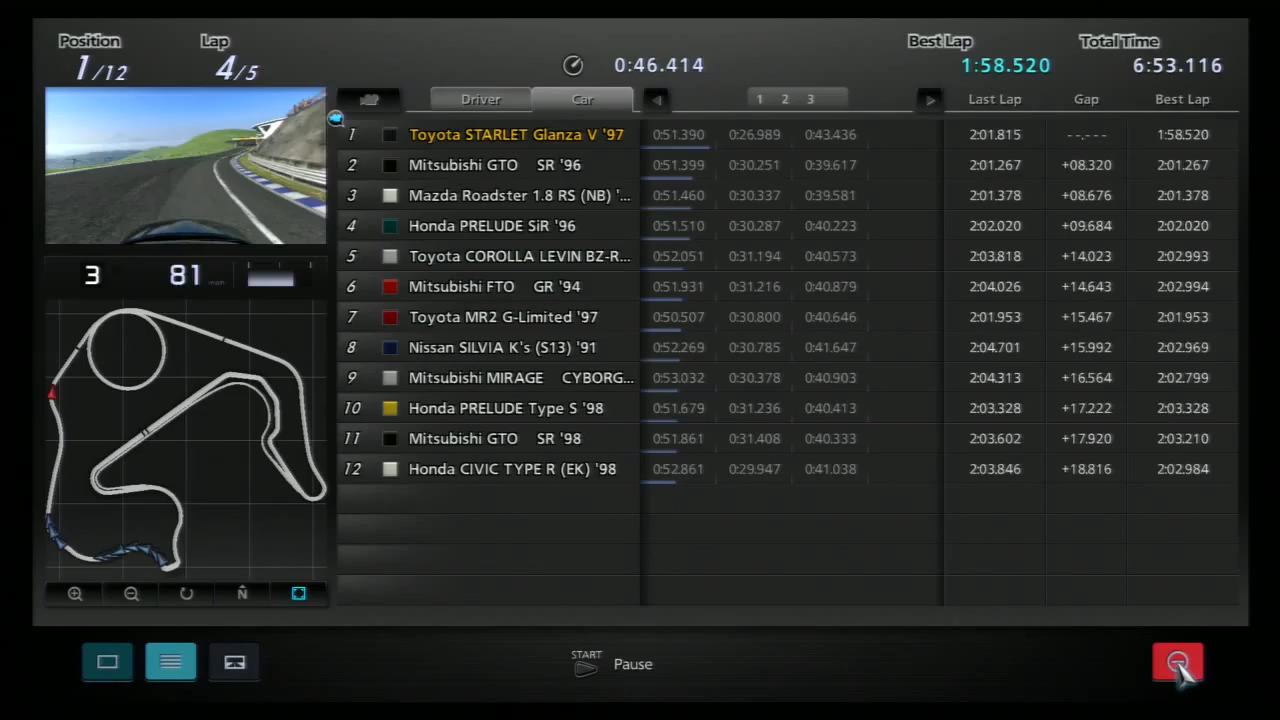 Position Lap Best Lap Total Time
1/12 4/5 0:46.414 1:58.520 6:53.116
Driver Car 1 2 3 Last Lap Gap Best Lap
1 Toyota STARLET Glanza V '97 0:51.390 0:26.989 0:43.436 2:01.815 --.--- 1:58.520
2 Mitsubishi GTO SR '96 0:51.399 0:30.251 0:39.617 2:01.267 +08.320 2:01.267
3 Mazda Roadster 1.8 RS (NB) '... 0:51.460 0:30.337 0:39.581 2:01.378 +08.676 2:01.378
4 Honda PRELUDE SiR '96 0:51.510 0:30.287 0:40.223 2:02.020 +09.684 2:02.020
5 Toyota COROLLA LEVIN BZ-R... 0:52.051 0:31.194 0:40.573 2:03.818 +14.023 2:02.993
6 Mitsubishi FTO GR '94 0:51.931 0:31.216 0:40.879 2:04.026 +14.643 2:02.994
7 Toyota MR2 G-Limited '97 0:50.507 0:30.800 0:40.646 2:01.953 +15.467 2:01.953
8 Nissan SILVIA K's (S13) '91 0:52.269 0:30.785 0:41.647 2:04.701 +15.992 2:02.969
9 Mitsubishi MIRAGE CYBORG... 0:53.032 0:30.378 0:40.903 2:04.313 +16.564 2:02.799
10 Honda PRELUDE Type S '98 0:51.679 0:31.236 0:40.413 2:03.328 +17.222 2:03.328
11 Mitsubishi GTO SR '98 0:51.861 0:31.408 0:40.333 2:03.602 +17.920 2:03.210
12 Honda CIVIC TYPE R (EK) '98 0:52.861 0:29.947 0:41.038 2:03.846 +18.816 2:02.984
3 81 mph
N
START Pause